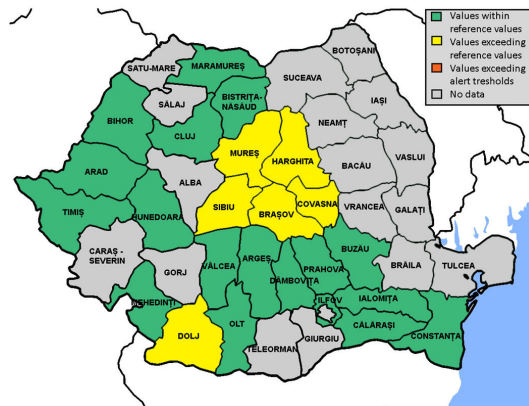 Values within
reference values
Values exceeding
reference values
Values exceeding
alert tresholds
No data
BOTOȘANI
SATU-MARE
MARAMUREȘ
SUCEAVA
SĂLAJ
BISTRIȚA-
NĂSĂUD
IAȘI
BIHOR
CLUJ
NEAMȚ
MUREȘ
HARGHITA
VASLUI
ARAD
ALBA
BACĂU
TIMIȘ
HUNEDOARA
SIBIU
BRAȘOV
COVASNA
VRANCEA
GALAȚI
CARAȘ -
SEVERIN
GORJ
VÂLCEA
ARGEȘ
DÂMBOVIȚA
PRAHOVA
BUZĂU
BRĂILA
TULCEA
MEHEDINȚI
OLT
ILFOV
IALOMIȚA
DOLJ
TELEORMAN
GIURGIU
CĂLĂRAȘI
CONSTANȚA